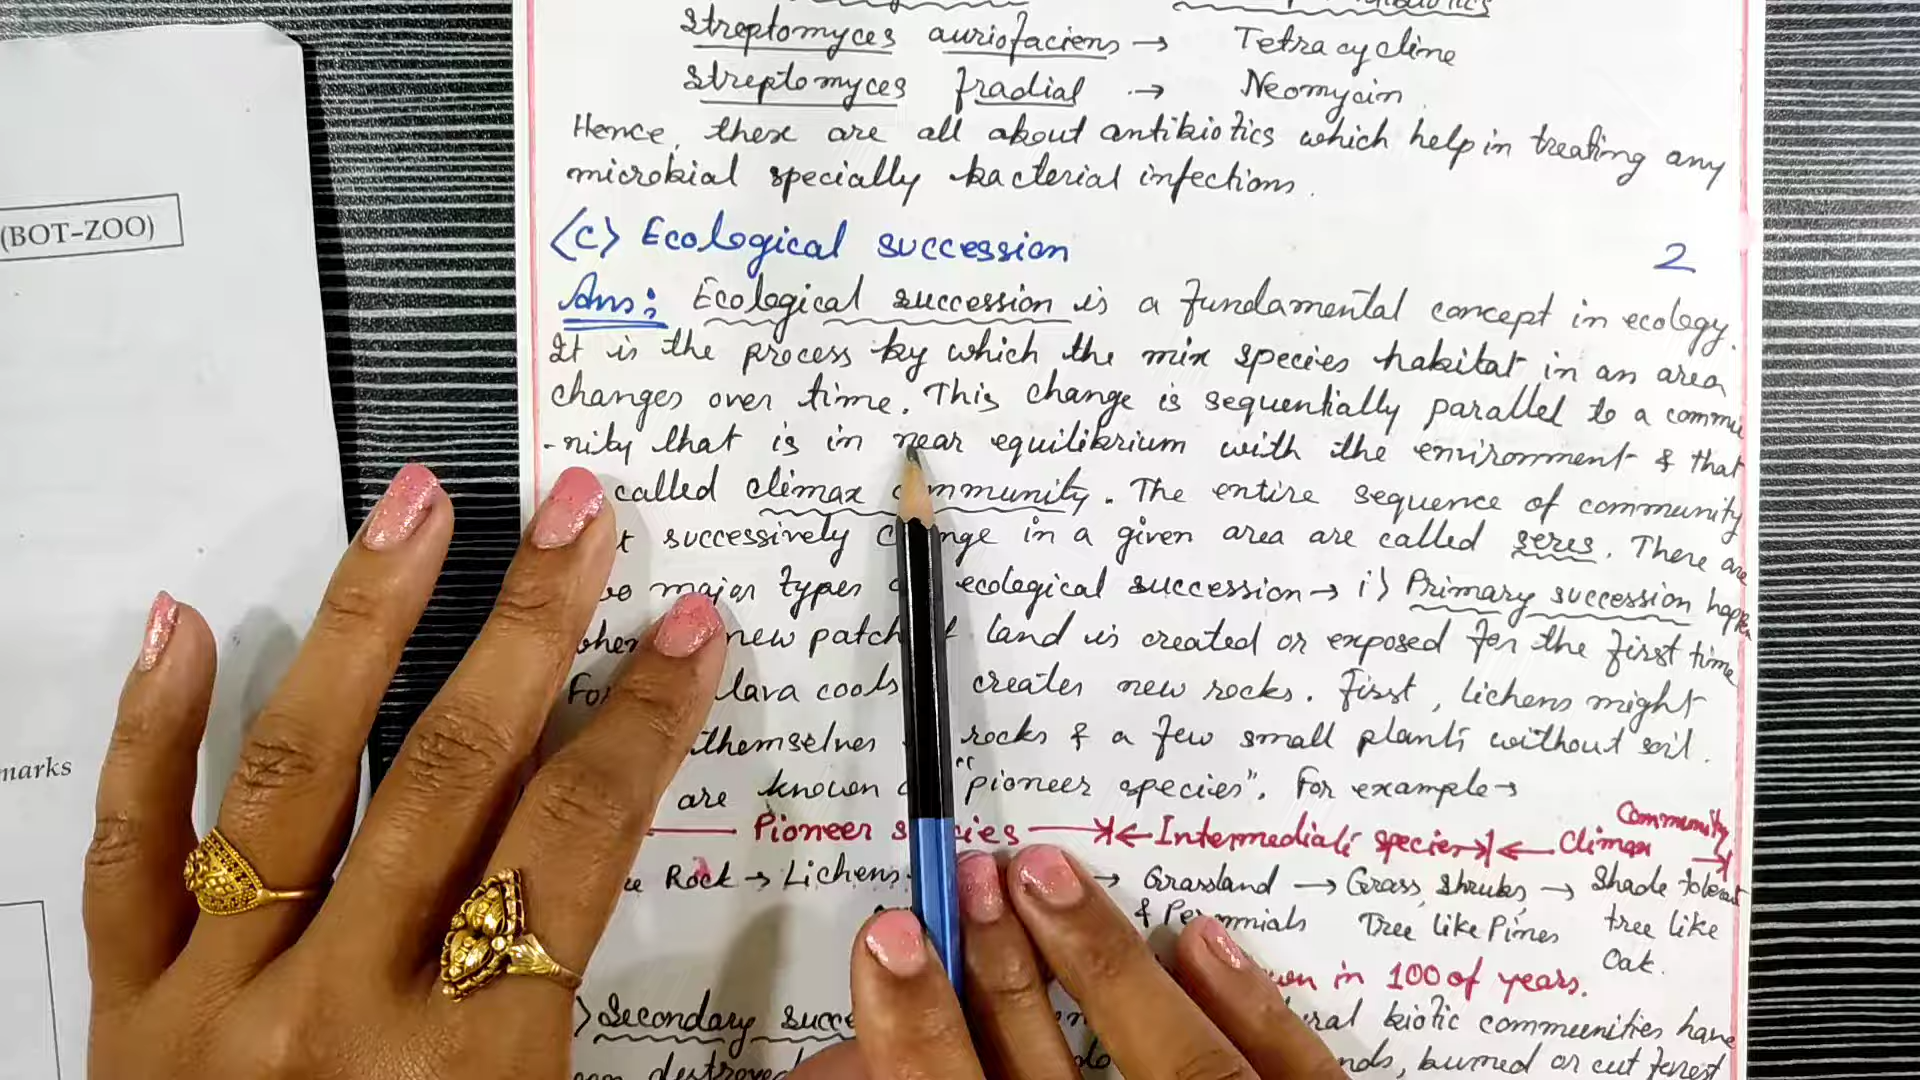 (BOT-ZOO)
marks
Streptomyces auriofaciens → Tetracycline
Streptomyces fradial → Neomycin
Hence, these are all about antibiotics which help in treating any
microbial specially bacterial infections.
(C) Ecological succession 2
Ans: Ecological succession is a fundamental concept in ecology.
It is the process by which the mix species habitat in an area
changes over time. This change is sequentially parallel to a commu
-nity that is in near equilibrium with the environment & that
called climax community. The entire sequence of community
successively change in a given area are called seres. There are
major types ecological succession → i) Primary succession happen
when new patch land is created or exposed for the first time
lava cools creates new rocks. First, lichens might
themselves rocks & a few small plants without soil.
are known "pioneer species". For example →
Pioneer species → ← Intermediate species → ← Climax Community →
Rock → Lichens → Grassland → Grass, Shrubs, → Shade tolerant
& Perennials Tree like Pines tree like
Oak.
in 100 of years.
Secondary biotic communities have
destroyed burned or cut forest